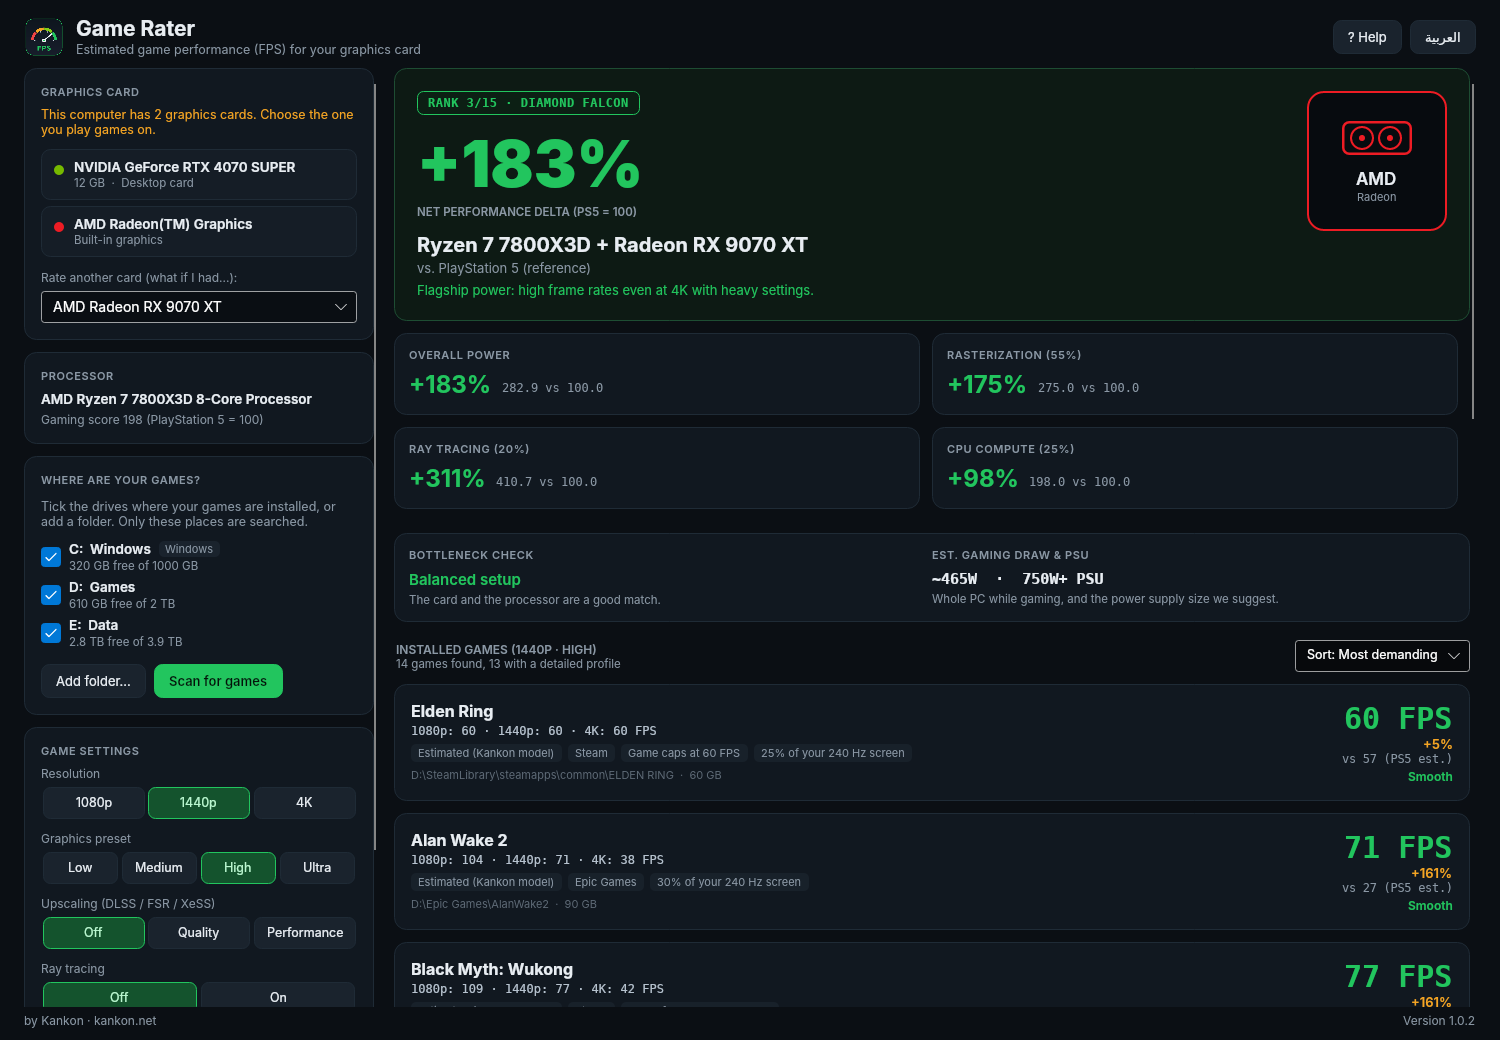 Game Rater
Estimated game performance (FPS) for your graphics card
FPS
? Help
العربية
GRAPHICS CARD
This computer has 2 graphics cards. Choose the one
you play games on.
NVIDIA GeForce RTX 4070 SUPER
12 GB · Desktop card
AMD Radeon(TM) Graphics
Built-in graphics
Rate another card (what if I had...):
AMD Radeon RX 9070 XT
PROCESSOR
AMD Ryzen 7 7800X3D 8-Core Processor
Gaming score 198 (PlayStation 5 = 100)
WHERE ARE YOUR GAMES?
Tick the drives where your games are installed, or
add a folder. Only these places are searched.
C: Windows Windows
320 GB free of 1000 GB
D: Games
610 GB free of 2 TB
E: Data
2.8 TB free of 3.9 TB
Add folder... Scan for games
GAME SETTINGS
Resolution
1080p 1440p 4K
Graphics preset
Low Medium High Ultra
Upscaling (DLSS / FSR / XeSS)
Off Quality Performance
Ray tracing
Off On
RANK 3/15 · DIAMOND FALCON
+183%
NET PERFORMANCE DELTA (PS5 = 100)
Ryzen 7 7800X3D + Radeon RX 9070 XT
vs. PlayStation 5 (reference)
Flagship power: high frame rates even at 4K with heavy settings.
AMD
Radeon
OVERALL POWER
+183% 282.9 vs 100.0
RASTERIZATION (55%)
+175% 275.0 vs 100.0
RAY TRACING (20%)
+311% 410.7 vs 100.0
CPU COMPUTE (25%)
+98% 198.0 vs 100.0
BOTTLENECK CHECK
Balanced setup
The card and the processor are a good match.
EST. GAMING DRAW & PSU
~465W · 750W+ PSU
Whole PC while gaming, and the power supply size we suggest.
INSTALLED GAMES (1440P · HIGH)
14 games found, 13 with a detailed profile
Sort: Most demanding
Elden Ring
1080p: 60 · 1440p: 60 · 4K: 60 FPS
Estimated (Kankon model) Steam Game caps at 60 FPS 25% of your 240 Hz screen
D:\SteamLibrary\steamapps\common\ELDEN RING · 60 GB
60 FPS
+5%
vs 57 (PS5 est.)
Smooth
Alan Wake 2
1080p: 104 · 1440p: 71 · 4K: 38 FPS
Estimated (Kankon model) Epic Games 30% of your 240 Hz screen
D:\Epic Games\AlanWake2 · 90 GB
71 FPS
+161%
vs 27 (PS5 est.)
Smooth
Black Myth: Wukong
1080p: 109 · 1440p: 77 · 4K: 42 FPS
77 FPS
+161%
by Kankon · kankon.net
Version 1.0.2